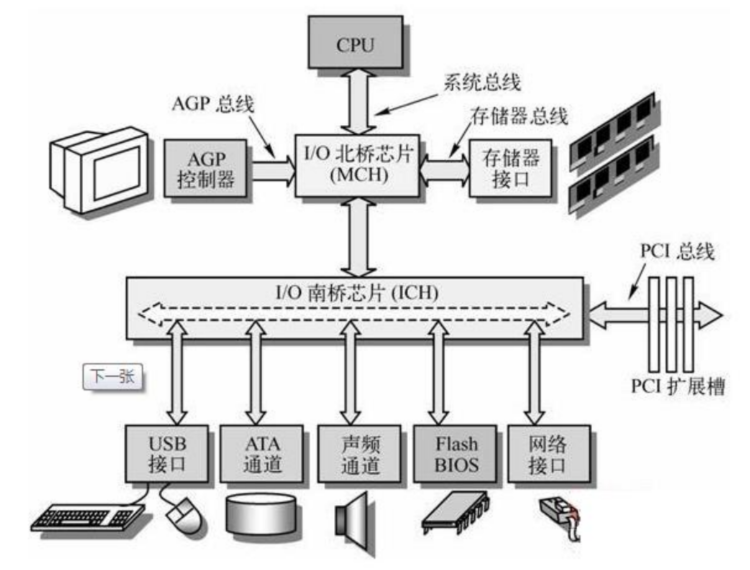 CPU
系统总线
AGP 总线
存储器总线
AGP
控制器
I/O 北桥芯片
(MCH)
存储器
接口
PCI 总线
I/O 南桥芯片 (ICH)
下一张
PCI 扩展槽
USB
接口
ATA
通道
声频
通道
Flash
BIOS
网络
接口